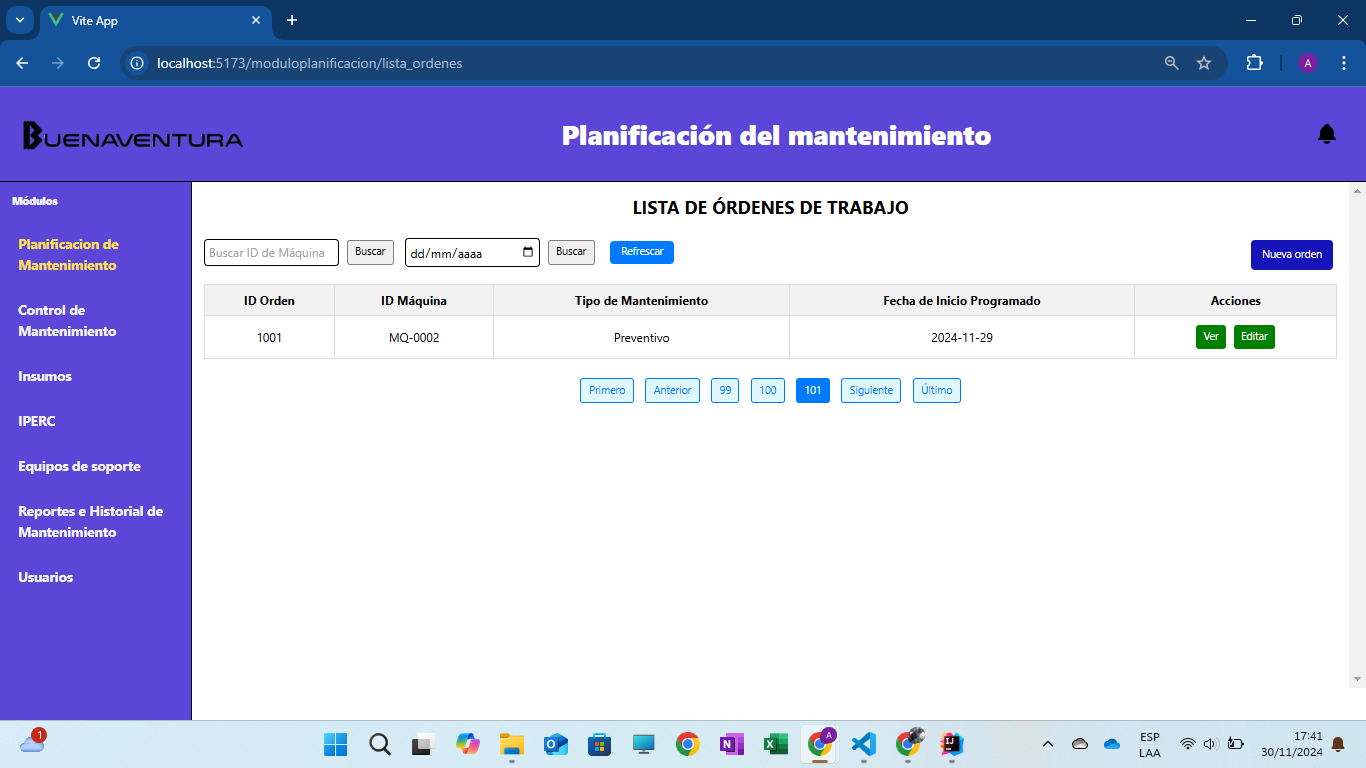 Vite App
localhost:5173/moduloplanificacion/lista_ordenes
A
BUENAVENTURA
Planificación del mantenimiento
Módulos
Planificacion de
Mantenimiento
Control de
Mantenimiento
Insumos
IPERC
Equipos de soporte
Reportes e Historial de
Mantenimiento
Usuarios
LISTA DE ÓRDENES DE TRABAJO
Buscar ID de Máquina Buscar dd/mm/aaaa Buscar Refrescar Nueva orden
ID Orden ID Máquina Tipo de Mantenimiento Fecha de Inicio Programado Acciones
1001 MQ-0002 Preventivo 2024-11-29 Ver Editar
Primero Anterior 99 100 101 Siguiente Último
1
A
ESP
LAA
17:41
30/11/2024